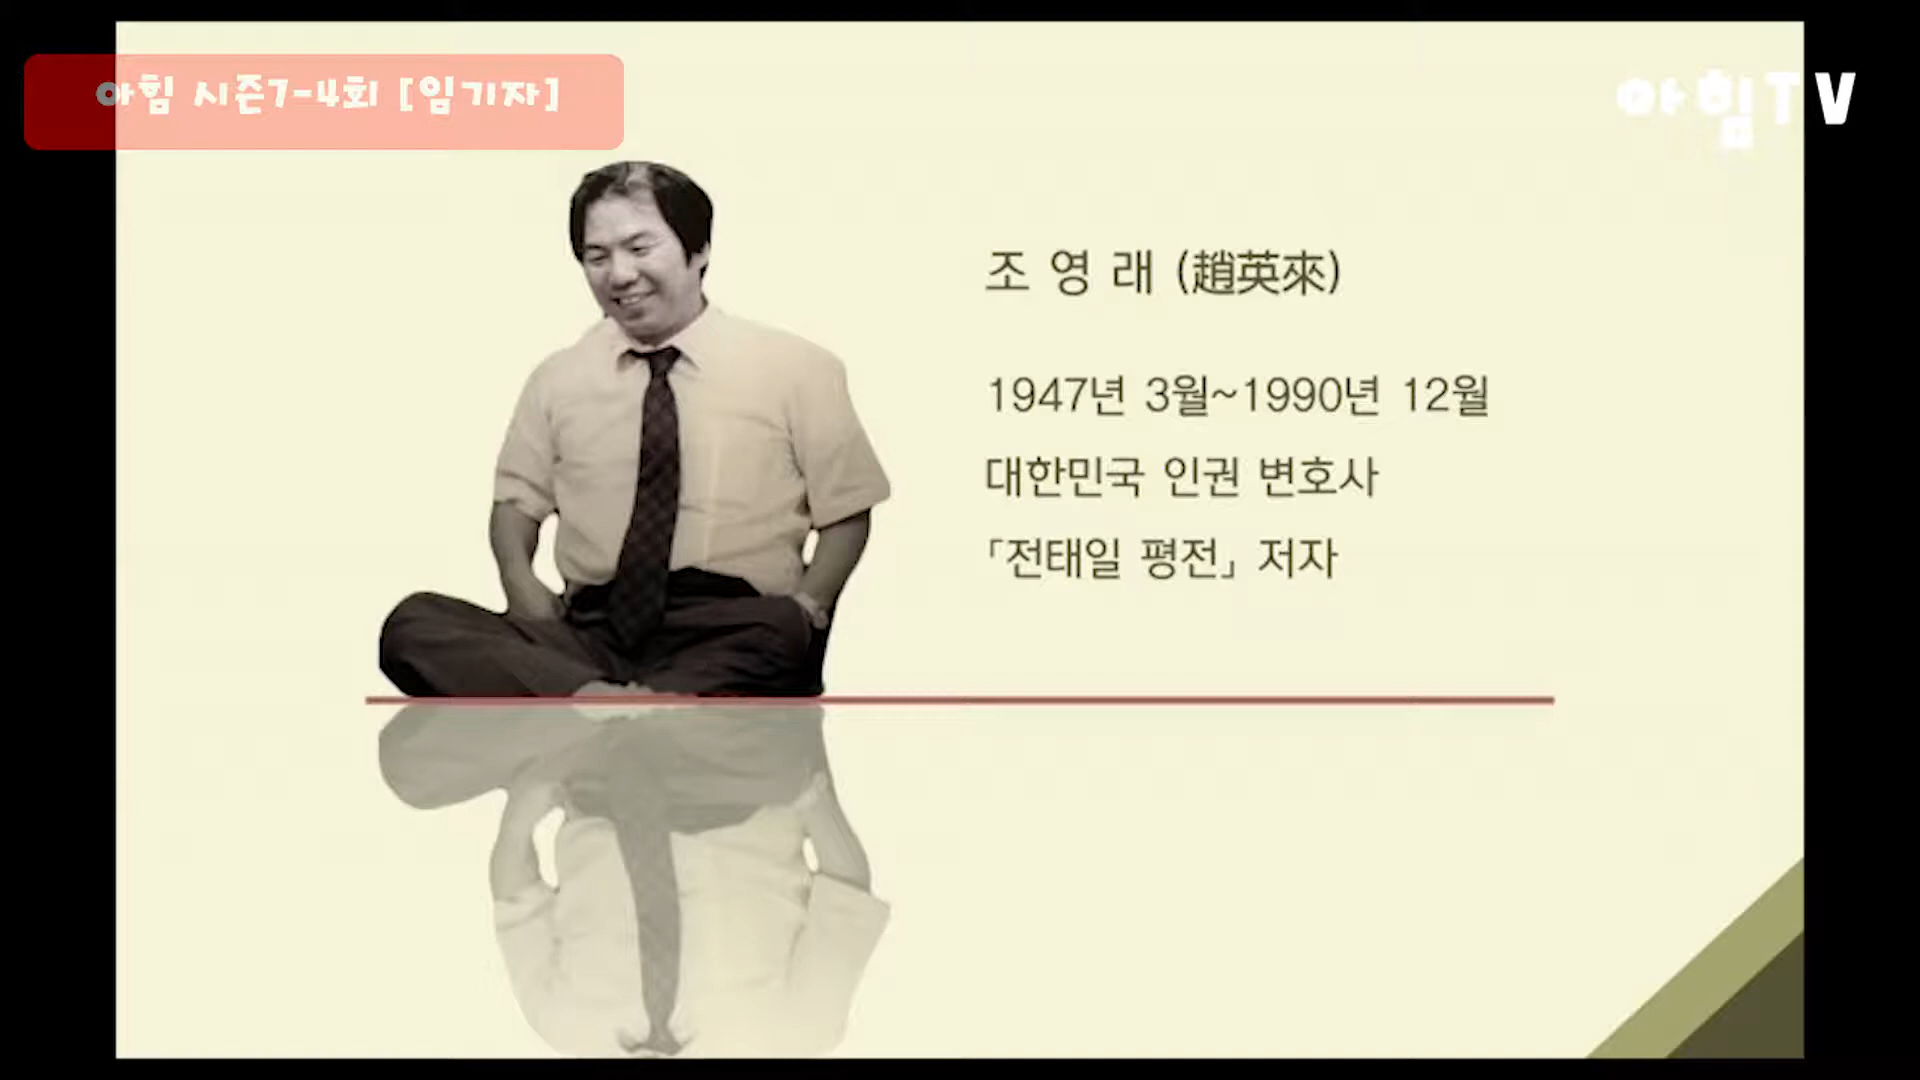 아힘 시즌7-4회 [임기자]
아힘TV
조 영 래 (趙英來)
1947년 3월~1990년 12월
대한민국 인권 변호사
「전태일 평전」 저자